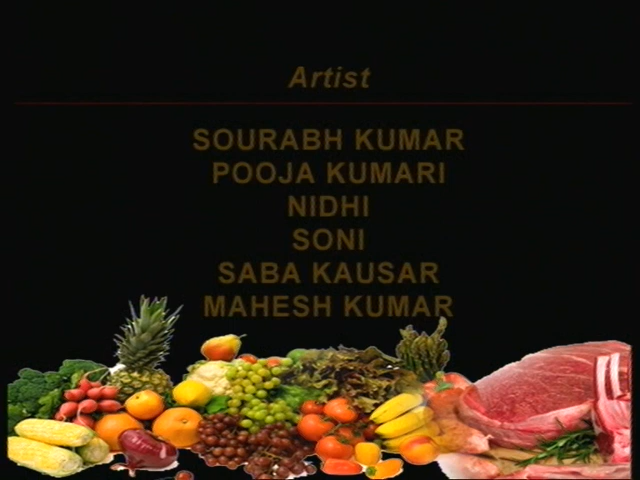 Artist
SOURABH KUMAR
POOJA KUMARI
NIDHI
SONI
SABA KAUSAR
MAHESH KUMAR